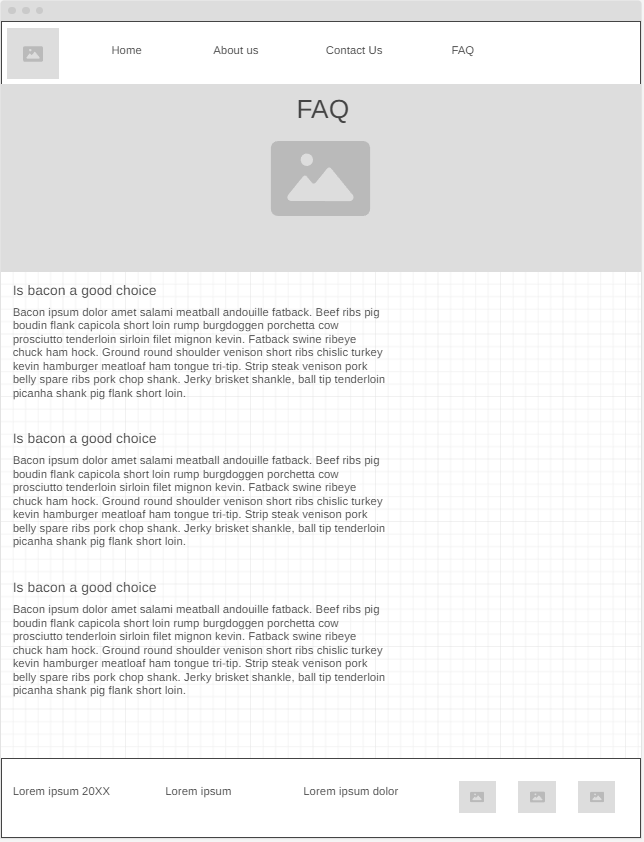 Home About us Contact Us FAQ
FAQ
Is bacon a good choice
Bacon ipsum dolor amet salami meatball andouille fatback. Beef ribs pig
boudin flank capicola short loin rump burgdoggen porchetta cow
prosciutto tenderloin sirloin filet mignon kevin. Fatback swine ribeye
chuck ham hock. Ground round shoulder venison short ribs chislic turkey
kevin hamburger meatloaf ham tongue tri-tip. Strip steak venison pork
belly spare ribs pork chop shank. Jerky brisket shankle, ball tip tenderloin
picanha shank pig flank short loin.
Is bacon a good choice
Bacon ipsum dolor amet salami meatball andouille fatback. Beef ribs pig
boudin flank capicola short loin rump burgdoggen porchetta cow
prosciutto tenderloin sirloin filet mignon kevin. Fatback swine ribeye
chuck ham hock. Ground round shoulder venison short ribs chislic turkey
kevin hamburger meatloaf ham tongue tri-tip. Strip steak venison pork
belly spare ribs pork chop shank. Jerky brisket shankle, ball tip tenderloin
picanha shank pig flank short loin.
Is bacon a good choice
Bacon ipsum dolor amet salami meatball andouille fatback. Beef ribs pig
boudin flank capicola short loin rump burgdoggen porchetta cow
prosciutto tenderloin sirloin filet mignon kevin. Fatback swine ribeye
chuck ham hock. Ground round shoulder venison short ribs chislic turkey
kevin hamburger meatloaf ham tongue tri-tip. Strip steak venison pork
belly spare ribs pork chop shank. Jerky brisket shankle, ball tip tenderloin
picanha shank pig flank short loin.
Lorem ipsum 20XX Lorem ipsum Lorem ipsum dolor